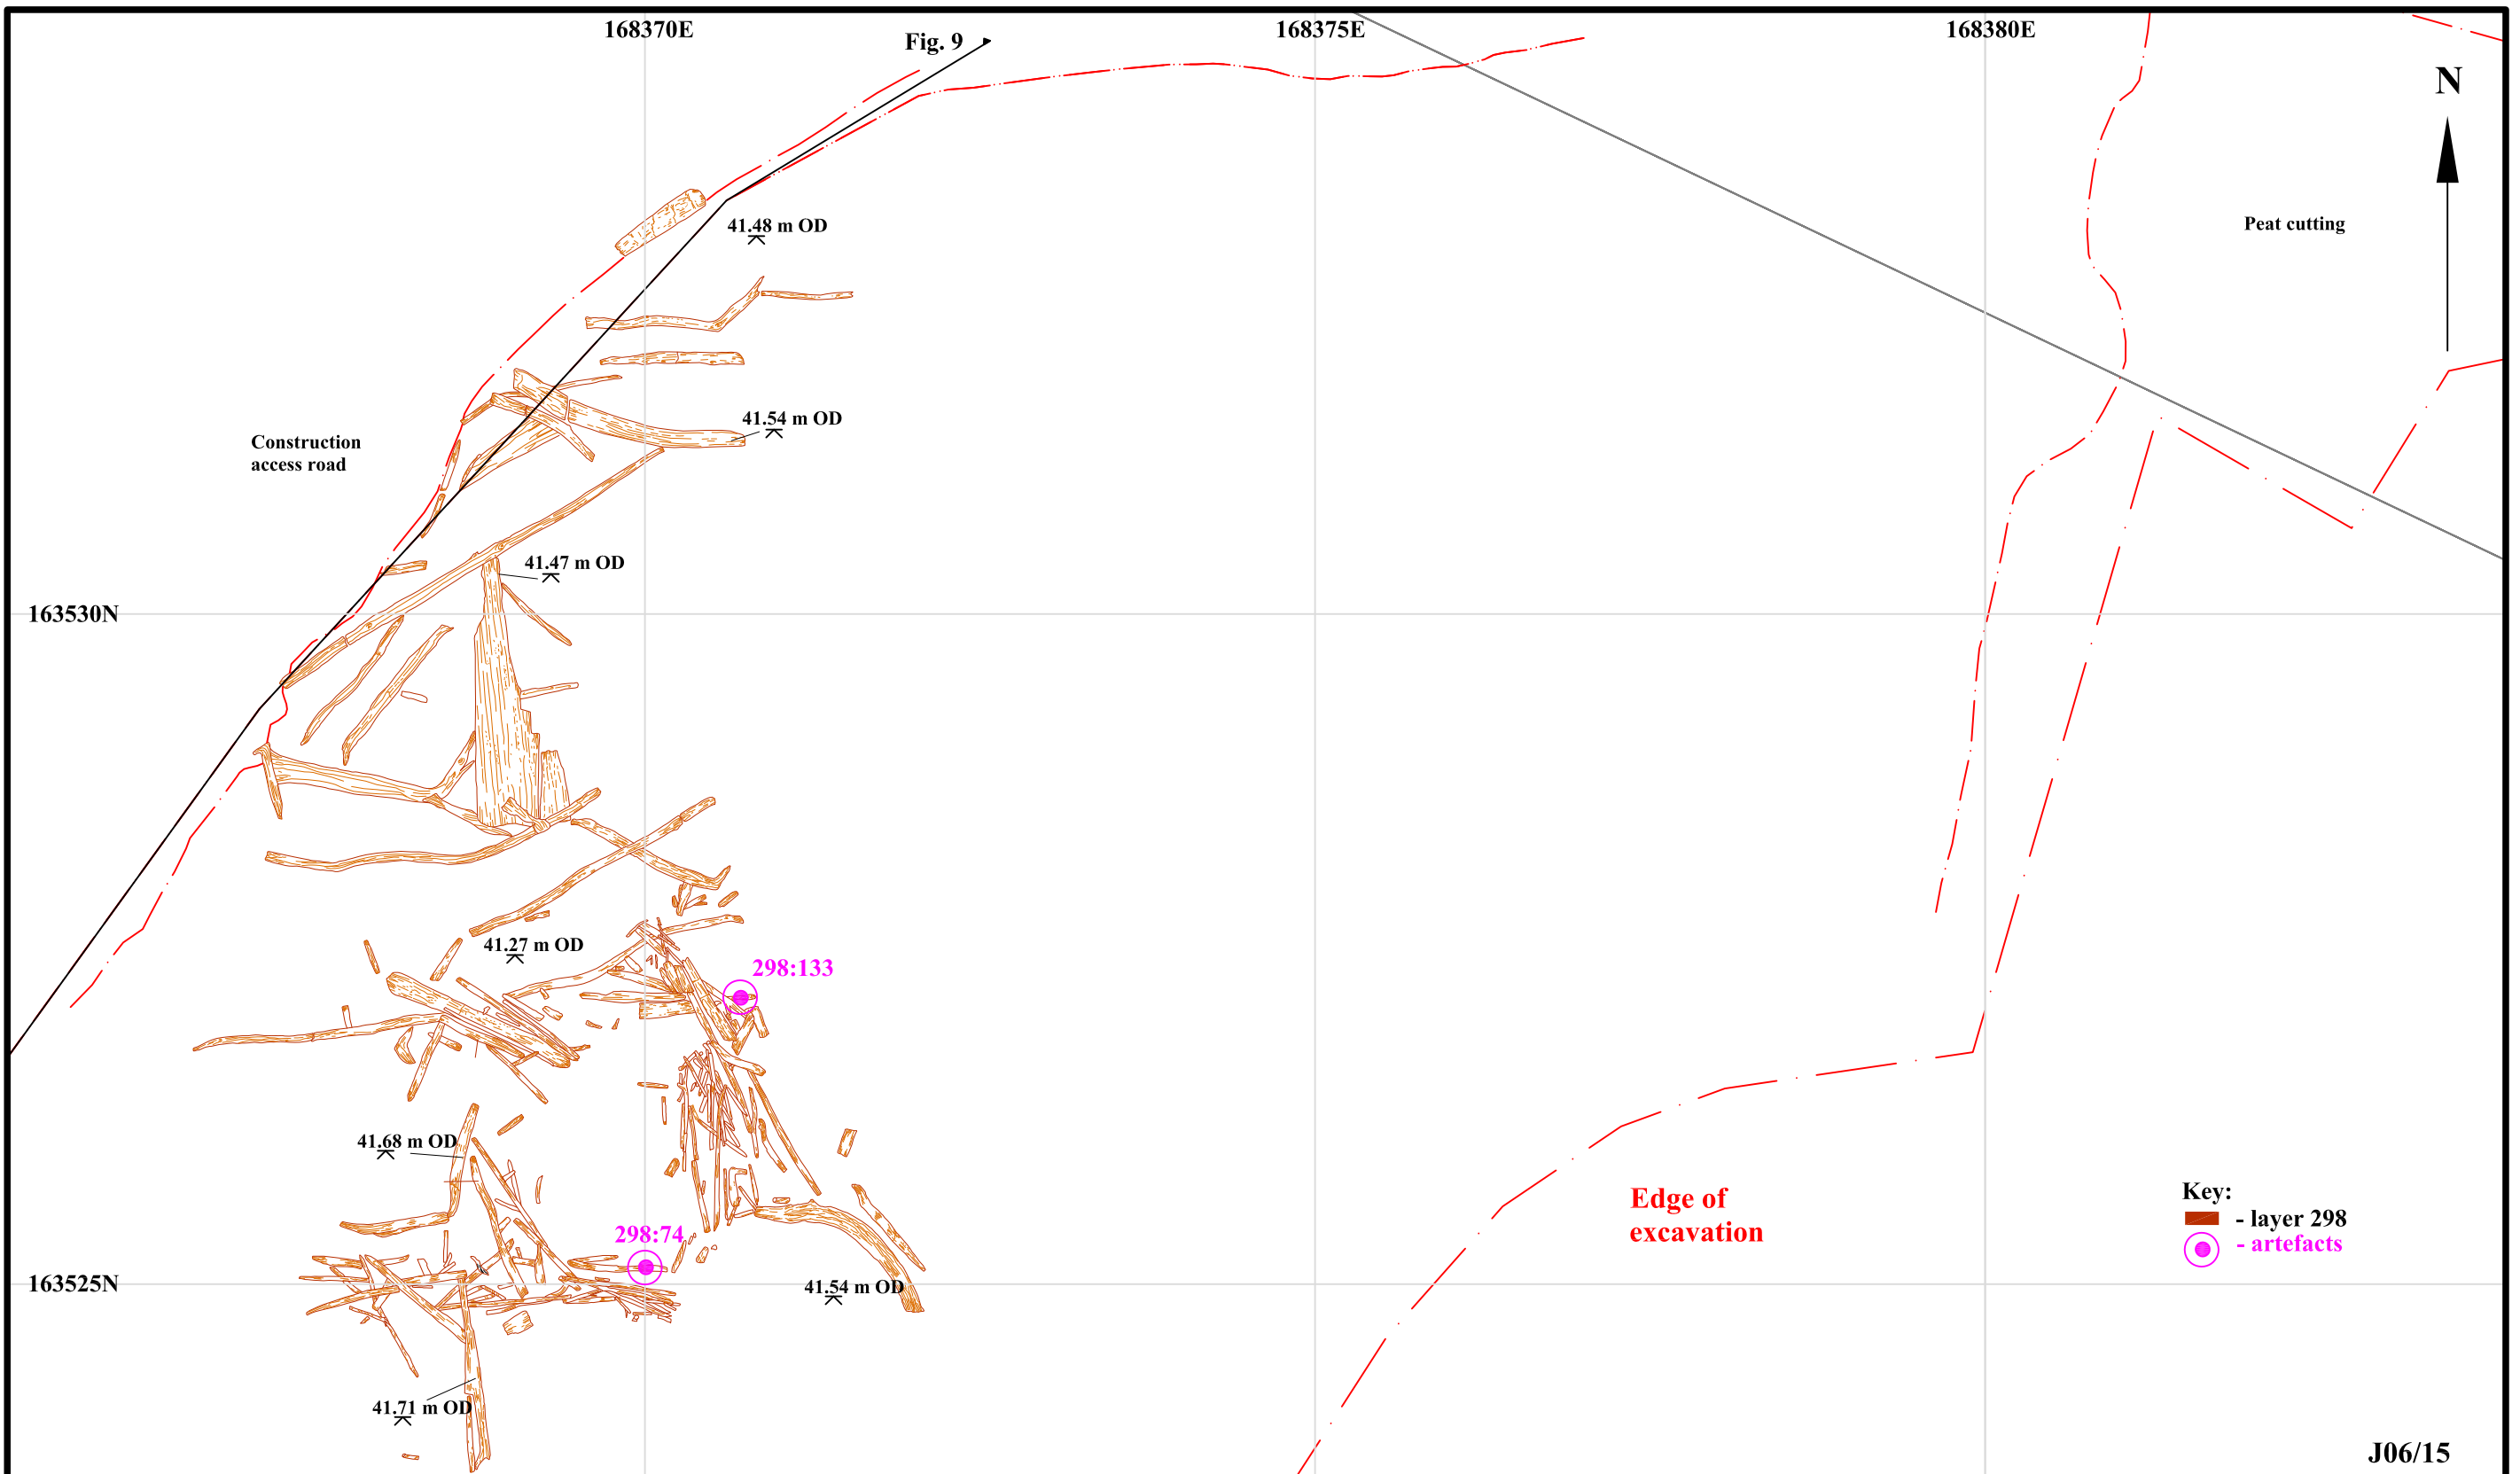 168370E
168375E
168380E
Fig. 9
N
41.48 m OD
Peat cutting
41.54 m OD
Construction
access road
41.47 m OD
163530N
41.27 m OD
298:133
41.68 m OD
Edge of
excavation
Key:
- layer 298
- artefacts
298:74
163525N
41.54 m OD
41.71 m OD
J06/15